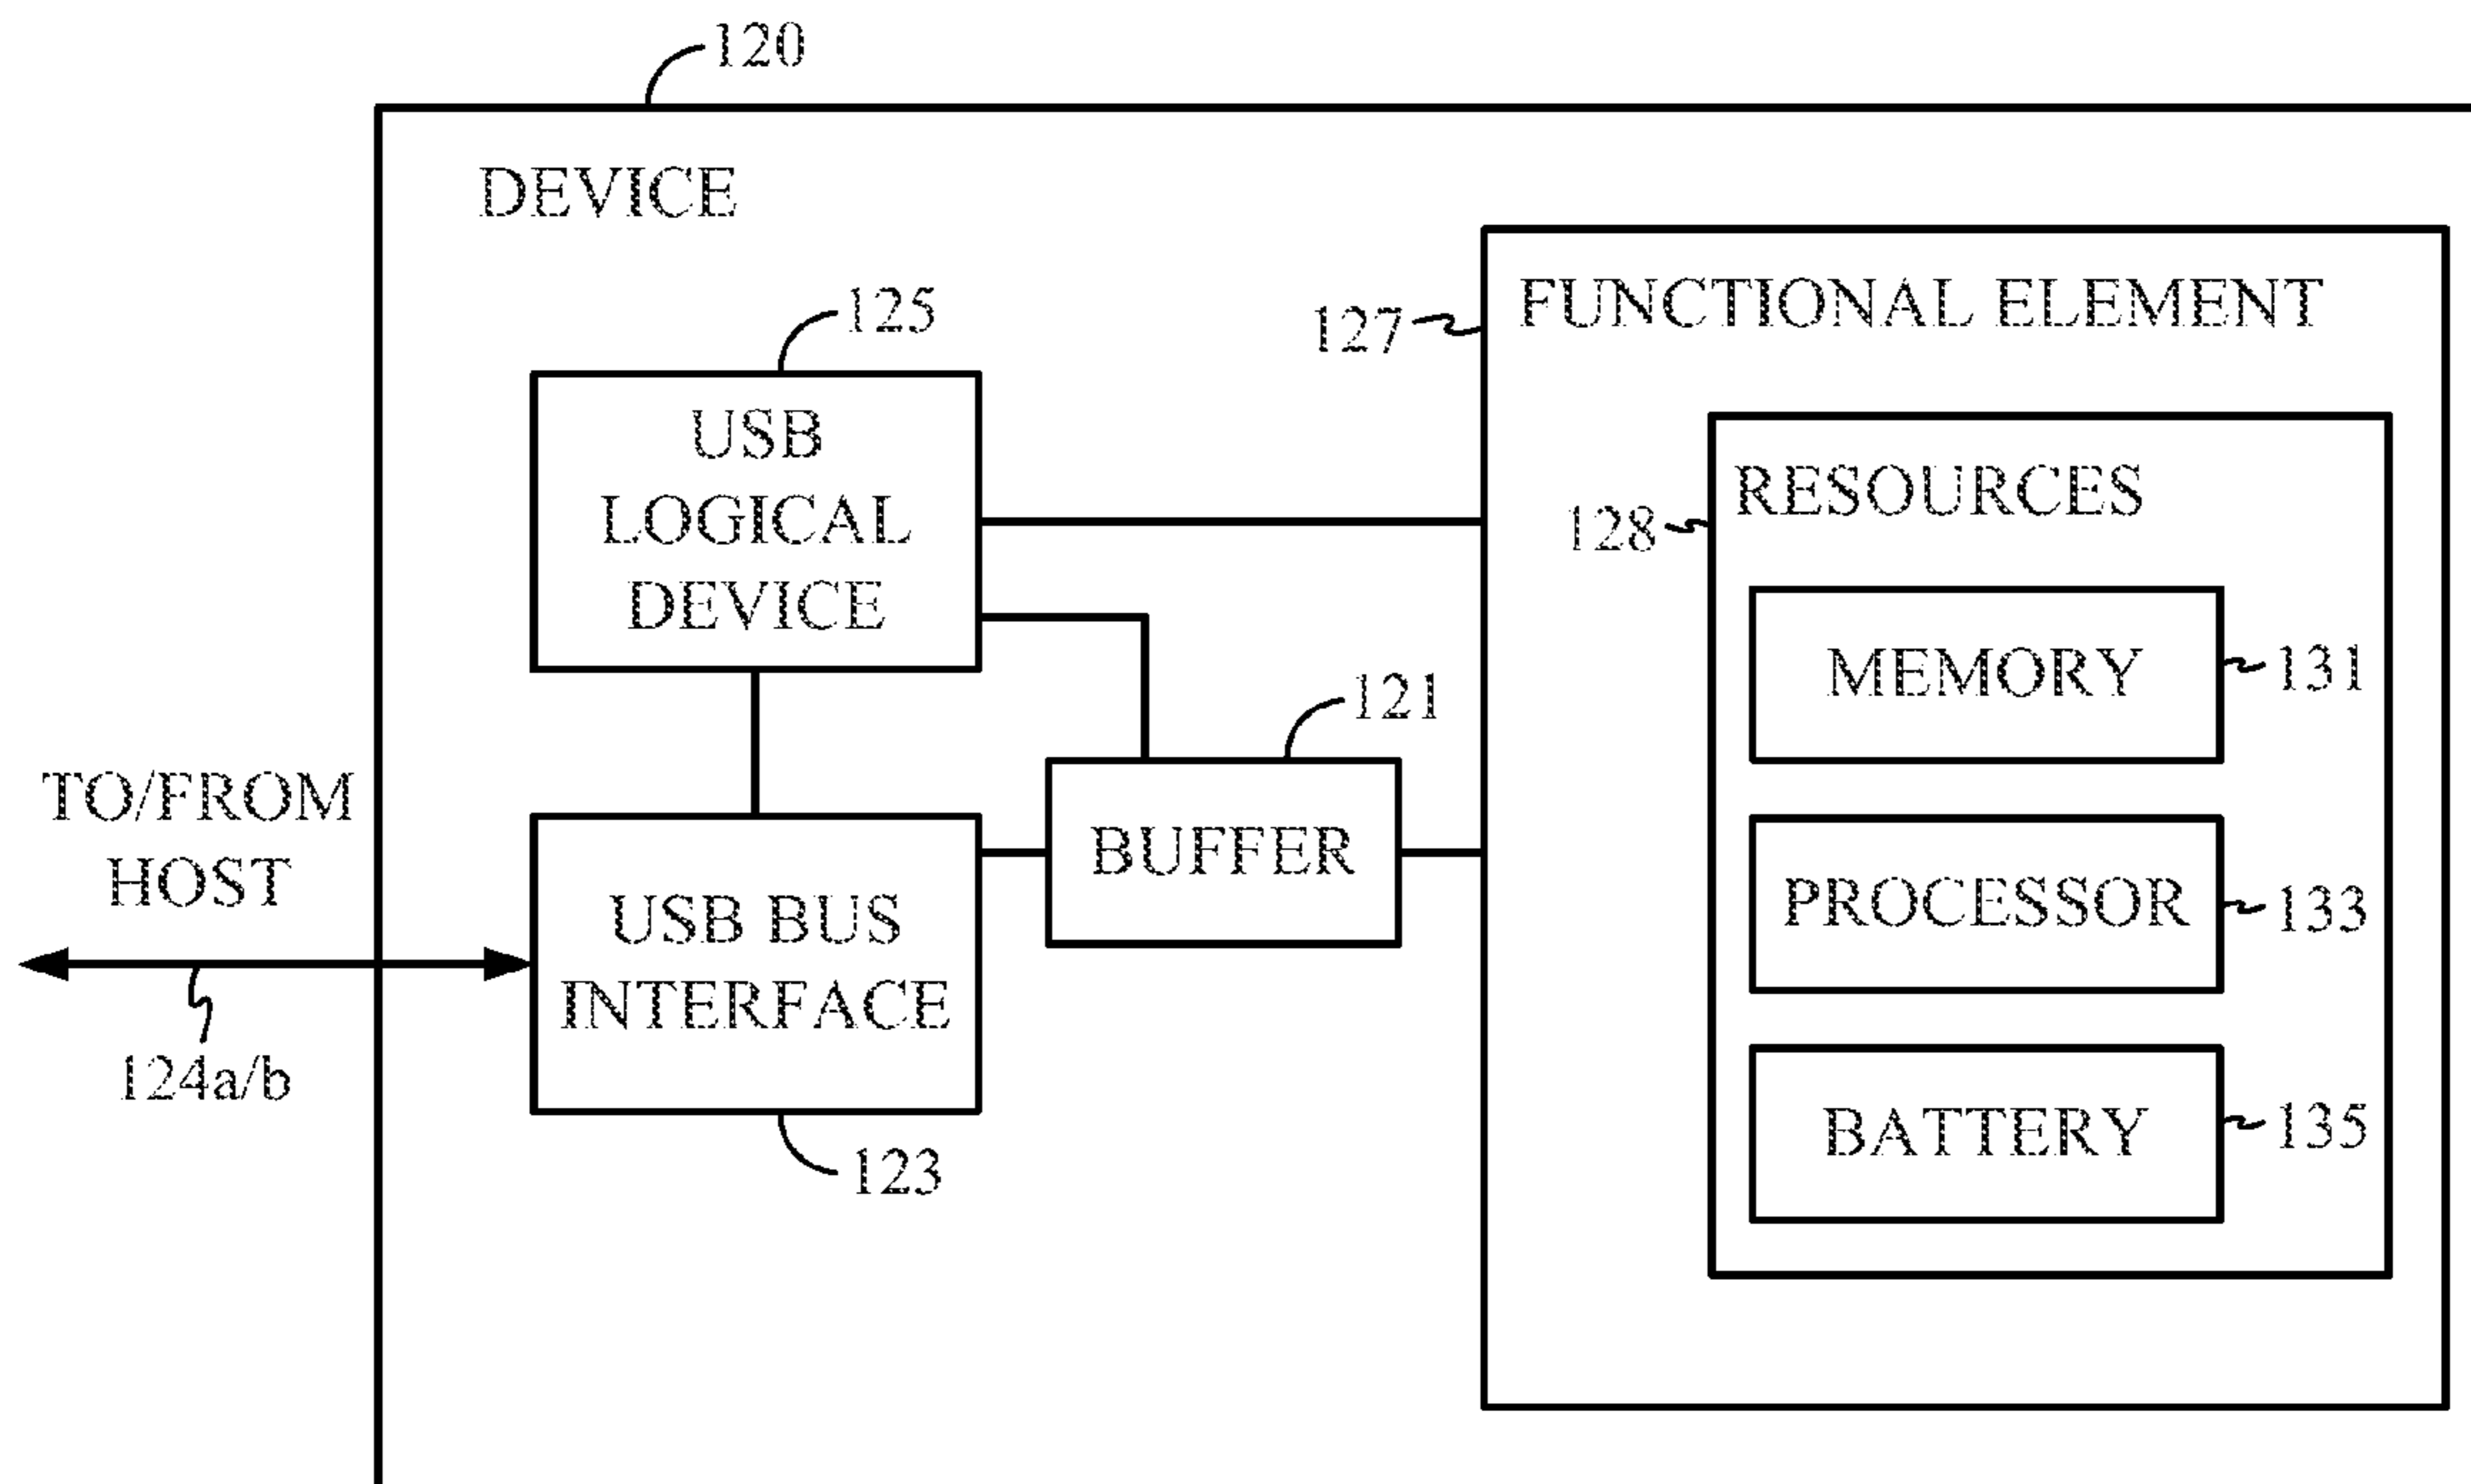 120
DEVICE
125
127
FUNCTIONAL ELEMENT
USB
LOGICAL
DEVICE
128
RESOURCES
MEMORY
131
121
TO/FROM
HOST
BUFFER
PROCESSOR
133
USB BUS
INTERFACE
124a/b
BATTERY
135
123